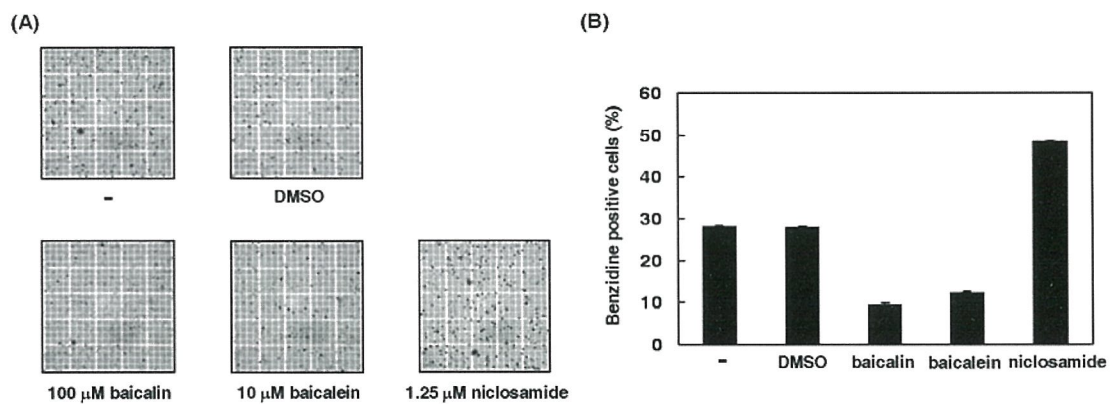 (A)
–
DMSO
100 μM baicalin
10 μM baicalein
1.25 μM niclosamide
(B)
Benzidine positive cells (%)
60
50
40
30
20
10
0
–
DMSO
baicalin
baicalein
niclosamide